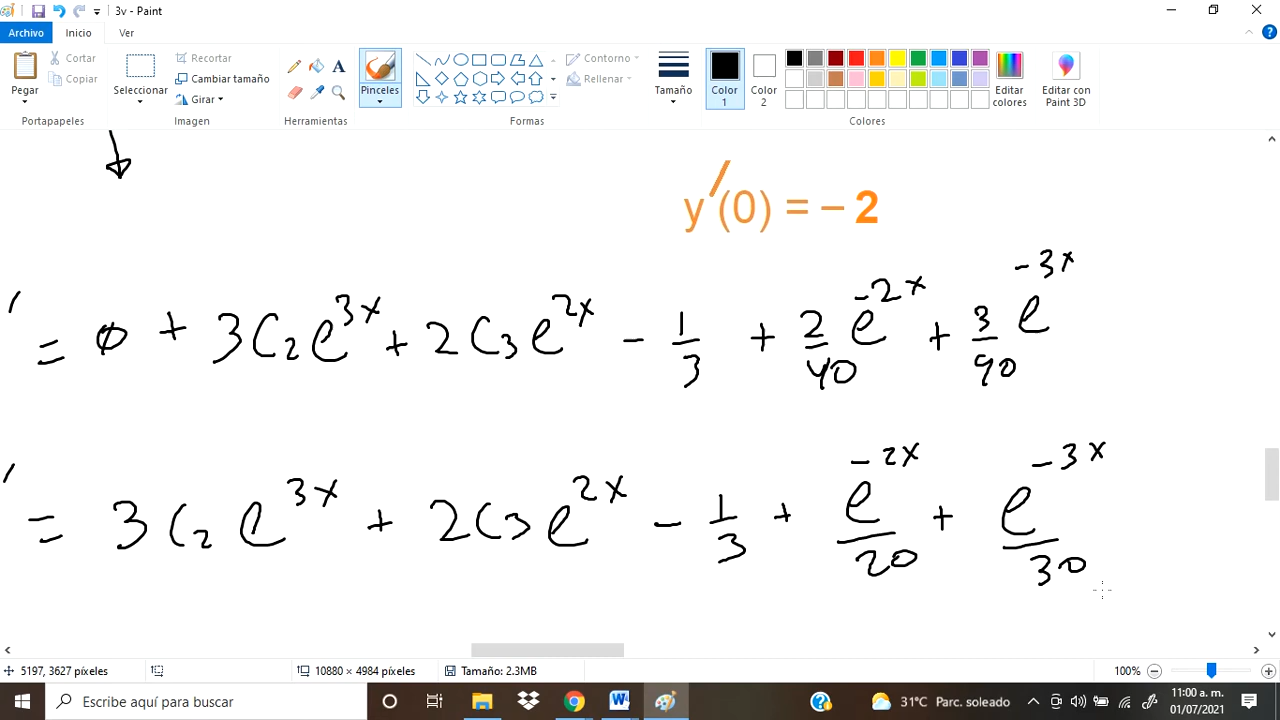 3v - Paint
Archivo Inicio Ver
Pegar
Cortar
Copiar
Portapapeles
Seleccionar
Recortar
Cambiar tamaño
Girar
Imagen
A
Herramientas
Pinceles
Contorno
Rellenar
Formas
Tamaño
Color 1
Color 2
Editar colores
Editar con Paint 3D
Colores
y′(0) = − 2
′ = 0 + 3C₂e^{3x} + 2C₃e^{2x} − 1/3 + 2/40 e^{−2x} + 3/90 e^{−3x}
′ = 3C₂e^{3x} + 2C₃e^{2x} − 1/3 + e^{−2x}/20 + e^{−3x}/30
5197, 3627 píxeles 10880 × 4984 píxeles Tamaño: 2.3MB 100%
Escribe aquí para buscar 31°C Parc. soleado 11:00 a. m.
01/07/2021